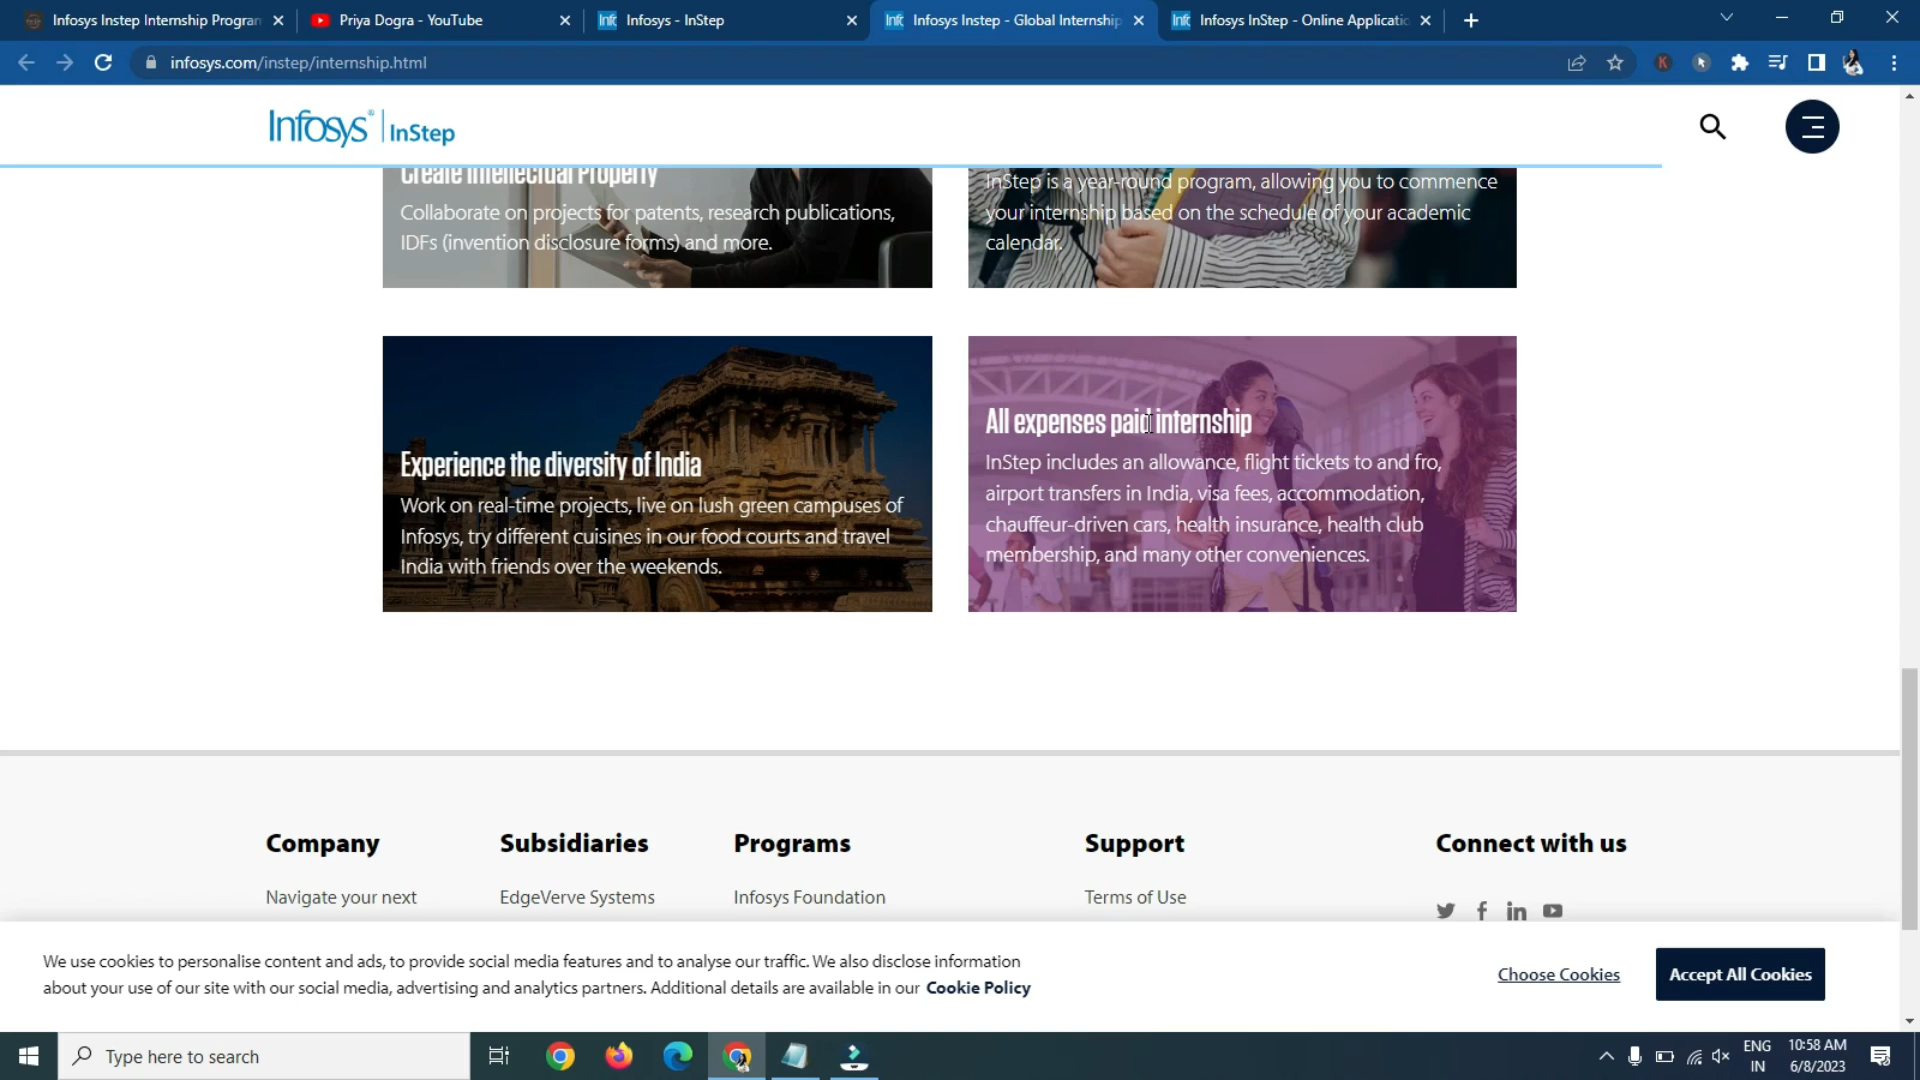 Infosys Instep Internship Progran
Priya Dogra - YouTube
Infosys - InStep
Infosys Instep - Global Internship
Infosys InStep - Online Applicatic
infosys.com/instep/internship.html
Infosys® | InStep
Create Intellectual Property
Collaborate on projects for patents, research publications,
IDFs (invention disclosure forms) and more.
InStep is a year-round program, allowing you to commence
your internship based on the schedule of your academic
calendar.
Experience the diversity of India
Work on real-time projects, live on lush green campuses of
Infosys, try different cuisines in our food courts and travel
India with friends over the weekends.
All expenses paid internship
InStep includes an allowance, flight tickets to and fro,
airport transfers in India, visa fees, accommodation,
chauffeur-driven cars, health insurance, health club
membership, and many other conveniences.
Company
Subsidiaries
Programs
Support
Connect with us
Navigate your next
EdgeVerve Systems
Infosys Foundation
Terms of Use
We use cookies to personalise content and ads, to provide social media features and to analyse our traffic. We also disclose information
about your use of our site with our social media, advertising and analytics partners. Additional details are available in our Cookie Policy
Choose Cookies
Accept All Cookies
Type here to search
ENG
IN
10:58 AM
6/8/2023